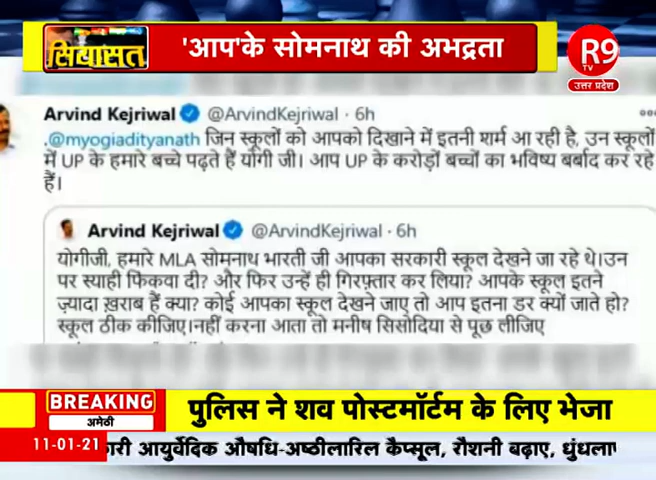 सियासत
'आप'के सोमनाथ की अभद्रता
R9
TV
उत्तर प्रदेश
Arvind Kejriwal @ArvindKejriwal · 6h
.@myogiadityanath जिन स्कूलों को आपको दिखाने में इतनी शर्म आ रही है, उन स्कूलों
में UP के हमारे बच्चे पढ़ते हैं योगी जी। आप UP के करोड़ों बच्चों का भविष्य बर्बाद कर रहे
हैं।
Arvind Kejriwal @ArvindKejriwal · 6h
योगीजी, हमारे MLA सोमनाथ भारती जी आपका सरकारी स्कूल देखने जा रहे थे।उन
पर स्याही फिंकवा दी? और फिर उन्हें ही गिरफ़्तार कर लिया? आपके स्कूल इतने
ज़्यादा ख़राब हैं क्या? कोई आपका स्कूल देखने जाए तो आप इतना डर क्यों जाते हो?
स्कूल ठीक कीजिए।नहीं करना आता तो मनीष सिसोदिया से पूछ लीजिए
BREAKING
अमेठी
पुलिस ने शव पोस्टमॉर्टम के लिए भेजा
11-01-21
कारी आयुर्वेदिक औषधि-अष्ठीलारिल कैप्सूल, रौशनी बढ़ाए, धुंधला